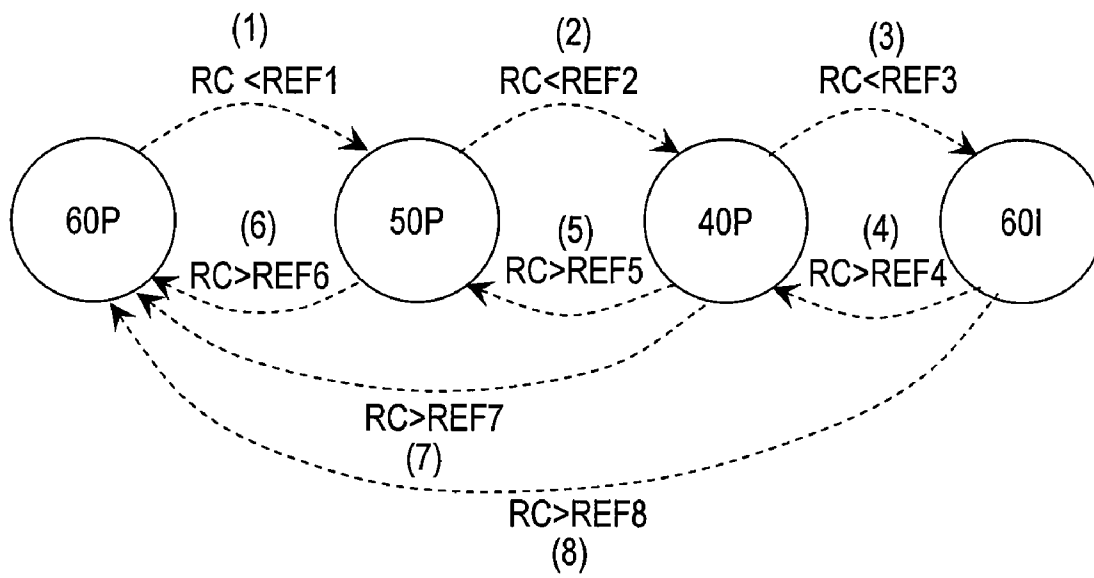 (1)
RC <REF1
(2)
RC<REF2
(3)
RC<REF3
60P
50P
40P
60I
(6)
RC>REF6
(5)
RC>REF5
(4)
RC>REF4
RC>REF7
(7)
RC>REF8
(8)